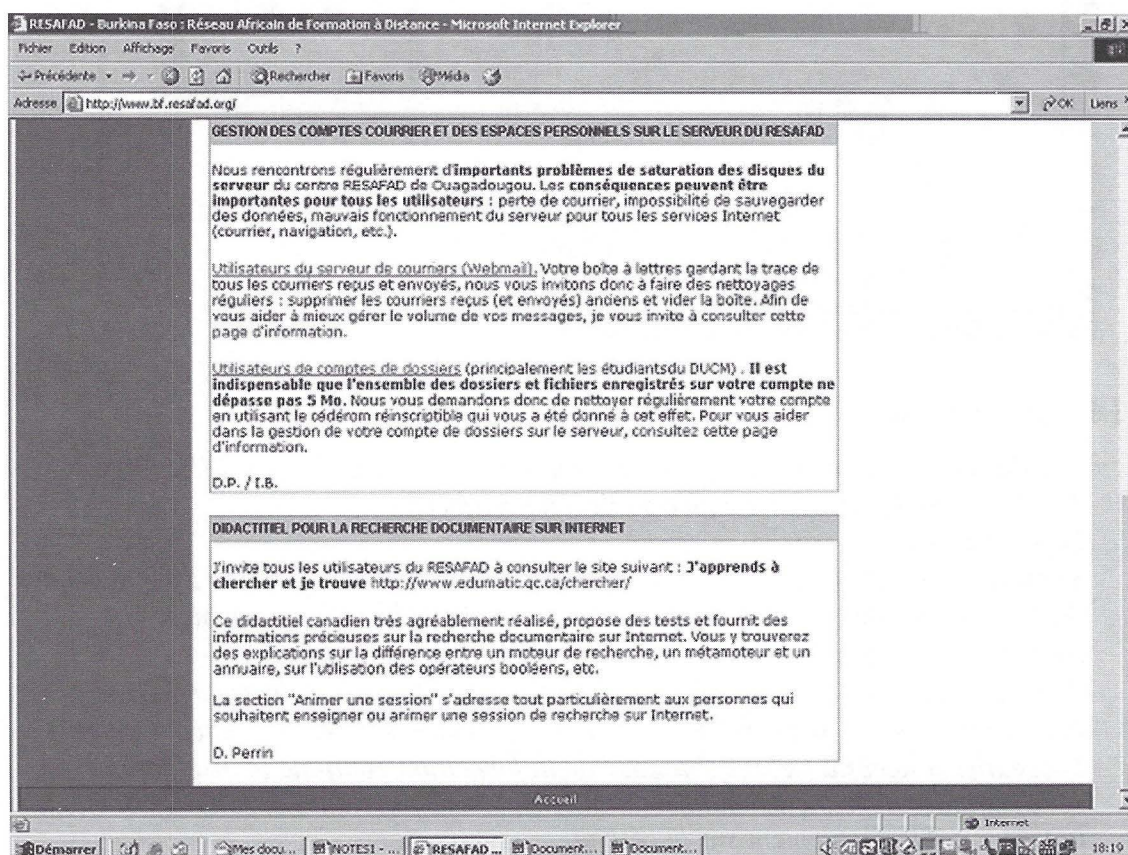 RESAFAD - Burkina Faso : Réseau Africain de Formation à Distance - Microsoft Internet Explorer
Fichier Edition Affichage Favoris Outils ?
Précédente Rechercher Favoris Média
Adresse http://www.bf.resafad.org/ OK Liens
GESTION DES COMPTES COURRIER ET DES ESPACES PERSONNELS SUR LE SERVEUR DU RESAFAD
Nous rencontrons régulièrement d'importants problèmes de saturation des disques du
serveur du centre RESAFAD de Ouagadougou. Les conséquences peuvent être
importantes pour tous les utilisateurs : perte de courrier, impossibilité de sauvegarder
des données, mauvais fonctionnement du serveur pour tous les services Internet
(courrier, navigation, etc.).
Utilisateurs du serveur de courriers (Webmail). Votre boîte à lettres gardant la trace de
tous les courriers reçus et envoyés, nous vous invitons donc à faire des nettoyages
réguliers : supprimer les courriers reçus (et envoyés) anciens et vider la boîte. Afin de
vous aider à mieux gérer le volume de vos messages, je vous invite à consulter cette
page d'information.
Utilisateurs de comptes de dossiers (principalement les étudiantsdu DUCM) . Il est
indispensable que l'ensemble des dossiers et fichiers enregistrés sur votre compte ne
dépasse pas 5 Mo. Nous vous demandons donc de nettoyer régulièrement votre compte
en utilisant le cédérom réinscriptible qui vous a été donné à cet effet. Pour vous aider
dans la gestion de votre compte de dossiers sur le serveur, consultez cette page
d'information.
D.P. / I.B.
DIDACTITIEL POUR LA RECHERCHE DOCUMENTAIRE SUR INTERNET
J'invite tous les utilisateurs du RESAFAD à consulter le site suivant : J'apprends à
chercher et je trouve http://www.edumatic.qc.ca/chercher/
Ce didactitiel canadien très agréablement réalisé, propose des tests et fournit des
informations précieuses sur la recherche documentaire sur Internet. Vous y trouverez
des explications sur la différence entre un moteur de recherche, un métamoteur et un
annuaire, sur l'utilisation des opérateurs booléens, etc.
La section "Animer une session" s'adresse tout particulièrement aux personnes qui
souhaitent enseigner ou animer une session de recherche sur Internet.
D. Perrin
Accueil
Internet
Démarrer Mes docu... NOTES1 - ... RESAFAD ... Document... Document... 18:19